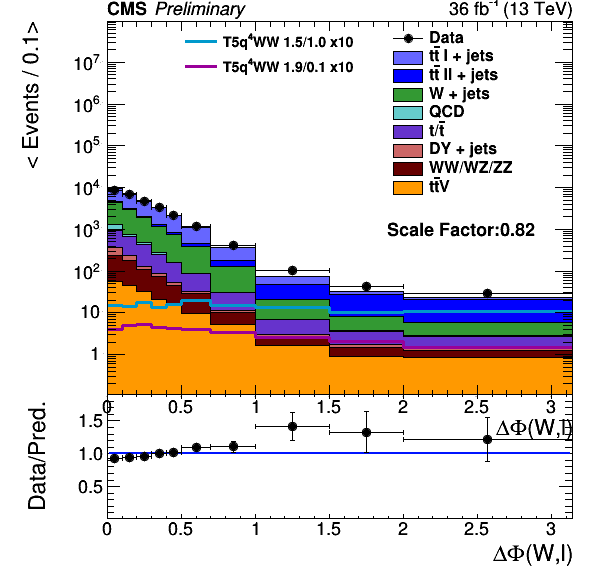 CMS Preliminary 36 fb⁻¹ (13 TeV)
< Events / 0.1>
10⁷
10⁶
10⁵
10⁴
10³
10²
10
1
T5q⁴WW 1.5/1.0 x10
T5q⁴WW 1.9/0.1 x10
Data
tt̄ l + jets
tt̄ ll + jets
W + jets
QCD
t/t̄
DY + jets
WW/WZ/ZZ
tt̄V
Scale Factor:0.82
0 0.5 1 1.5 2 2.5 3
ΔΦ(W,l)
Data/Pred.
1.5
1.0
0.5
0 0.5 1 1.5 2 2.5 3
ΔΦ(W,l)